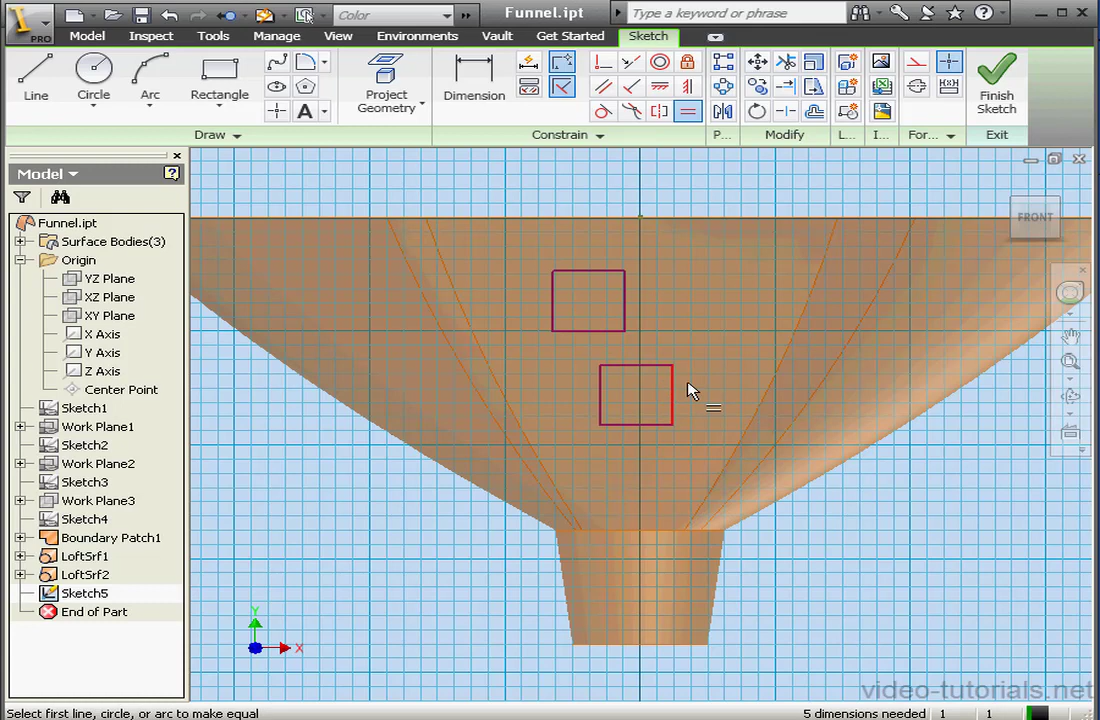 Color
Funnel.ipt
Type a keyword or phrase
PRO
Model Inspect Tools Manage View Environments Vault Get Started Sketch
Line Circle Arc Rectangle
Project Geometry
Dimension
Finish Sketch
Draw Constrain P... Modify L... I... For... Exit
Model
Funnel.ipt
FRONT
Surface Bodies(3)
Origin
YZ Plane
XZ Plane
XY Plane
X Axis
Y Axis
Z Axis
Center Point
Sketch1
Work Plane1
Sketch2
Work Plane2
Sketch3
Work Plane3
Sketch4
Boundary Patch1
LoftSrf1
LoftSrf2
Sketch5
End of Part
Y
X
video-tutorials.net
Select first line, circle, or arc to make equal 5 dimensions needed 1 1